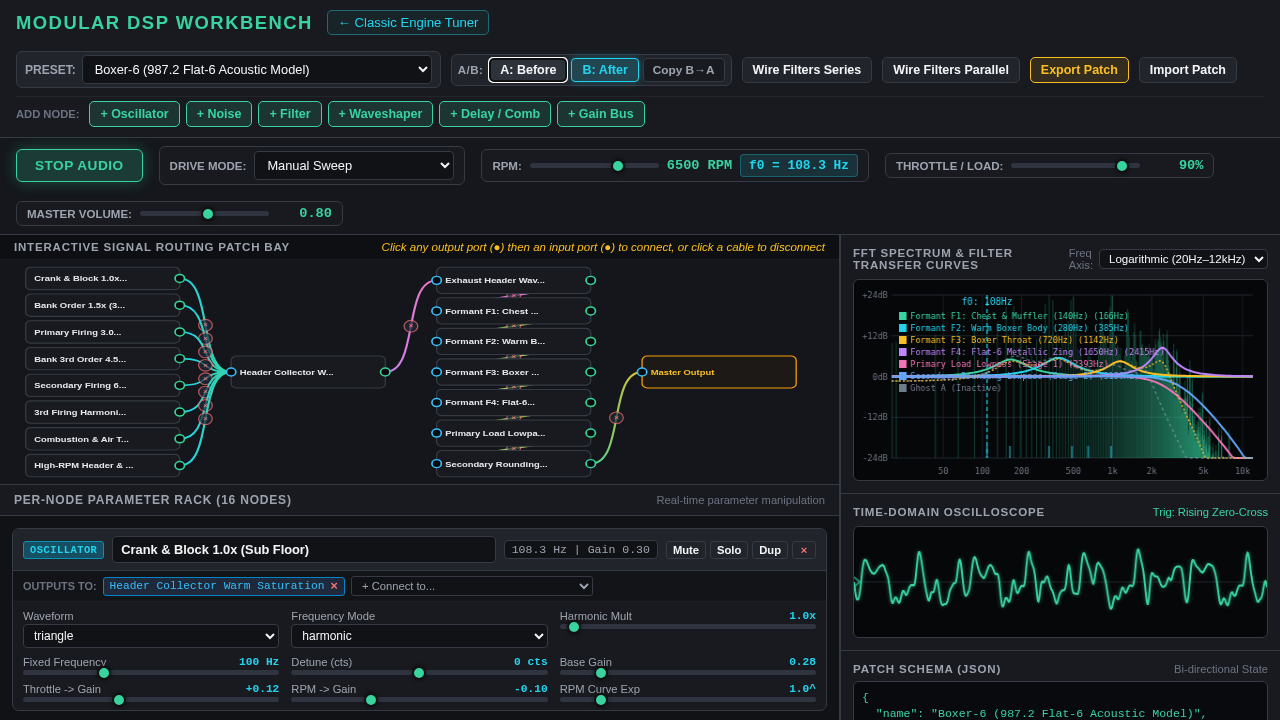 MODULAR DSP WORKBENCH
← Classic Engine Tuner
PRESET: Boxer-6 (987.2 Flat-6 Acoustic Model)
A/B: A: Before B: After Copy B→A
Wire Filters Series Wire Filters Parallel Export Patch Import Patch
ADD NODE: + Oscillator + Noise + Filter + Waveshaper + Delay / Comb + Gain Bus
STOP AUDIO
DRIVE MODE: Manual Sweep
RPM: 6500 RPM f0 = 108.3 Hz
THROTTLE / LOAD: 90%
MASTER VOLUME: 0.80
INTERACTIVE SIGNAL ROUTING PATCH BAY
Click any output port (●) then an input port (●) to connect, or click a cable to disconnect
Crank & Block 1.0x...
Bank Order 1.5x (3...
Primary Firing 3.0...
Bank 3rd Order 4.5...
Secondary Firing 6...
3rd Firing Harmoni...
Combustion & Air T...
High-RPM Header & ...
Header Collector W...
Exhaust Header Wav...
Formant F1: Chest ...
Formant F2: Warm B...
Formant F3: Boxer ...
Formant F4: Flat-6...
Primary Load Lowpa...
Secondary Rounding...
Master Output
PER-NODE PARAMETER RACK (16 NODES)
Real-time parameter manipulation
OSCILLATOR Crank & Block 1.0x (Sub Floor) 108.3 Hz | Gain 0.30 Mute Solo Dup ×
OUTPUTS TO: Header Collector Warm Saturation × + Connect to...
Waveform
triangle
Frequency Mode
harmonic
Harmonic Mult 1.0x
Fixed Frequency 100 Hz
Detune (cts) 0 cts
Base Gain 0.28
Throttle -> Gain +0.12
RPM -> Gain -0.10
RPM Curve Exp 1.0^
FFT SPECTRUM & FILTER
TRANSFER CURVES
Freq
Axis:
Logarithmic (20Hz–12kHz)
+24dB
+12dB
0dB
-12dB
-24dB
f0: 108Hz
Formant F1: Chest & Muffler (140Hz) (166Hz)
Formant F2: Warm Boxer Body (280Hz) (385Hz)
Formant F3: Boxer Throat (720Hz) (1142Hz)
Formant F4: Flat-6 Metallic Zing (1650Hz) (2415Hz)
Primary Load Lowpass (Stage 1) (2393Hz)
Ghost A (Inactive)
50 100 200 500 1k 2k 5k 10k
TIME-DOMAIN OSCILLOSCOPE
Trig: Rising Zero-Cross
PATCH SCHEMA (JSON)
Bi-directional State
{
"name": "Boxer-6 (987.2 Flat-6 Acoustic Model)",